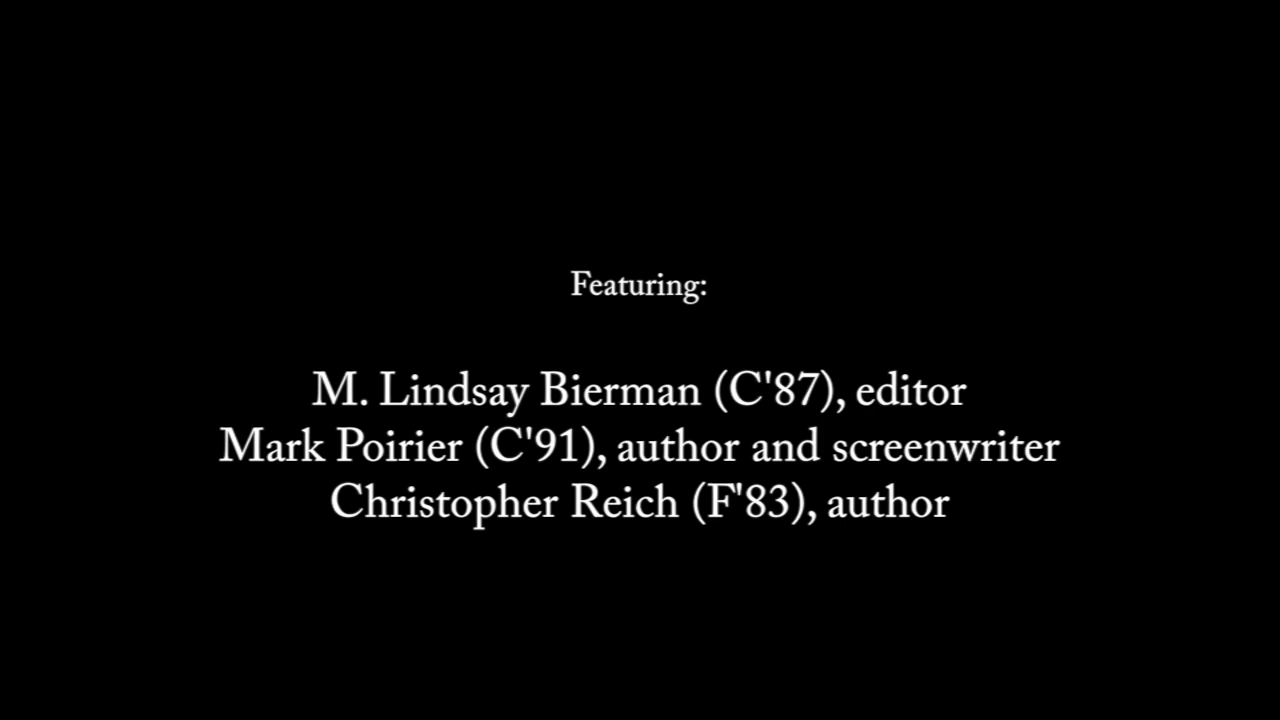 Featuring:
M. Lindsay Bierman (C'87), editor
Mark Poirier (C'91), author and screenwriter
Christopher Reich (F'83), author